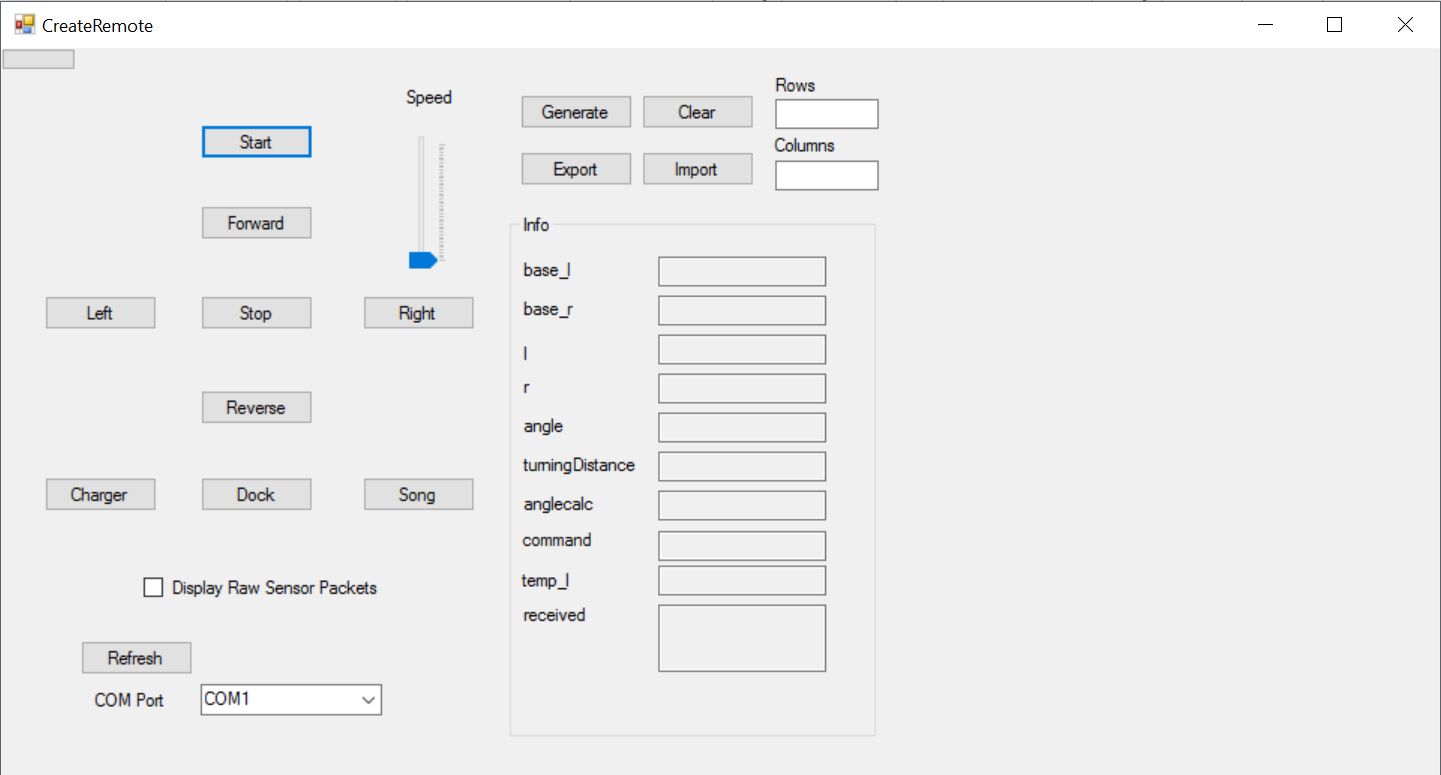 CreateRemote
Speed
Start
Forward
Left
Stop
Right
Reverse
Charger
Dock
Song
Display Raw Sensor Packets
Refresh
COM Port
COM1
Generate
Clear
Export
Import
Rows
Columns
Info
base_l
base_r
l
r
angle
turningDistance
anglecalc
command
temp_l
received